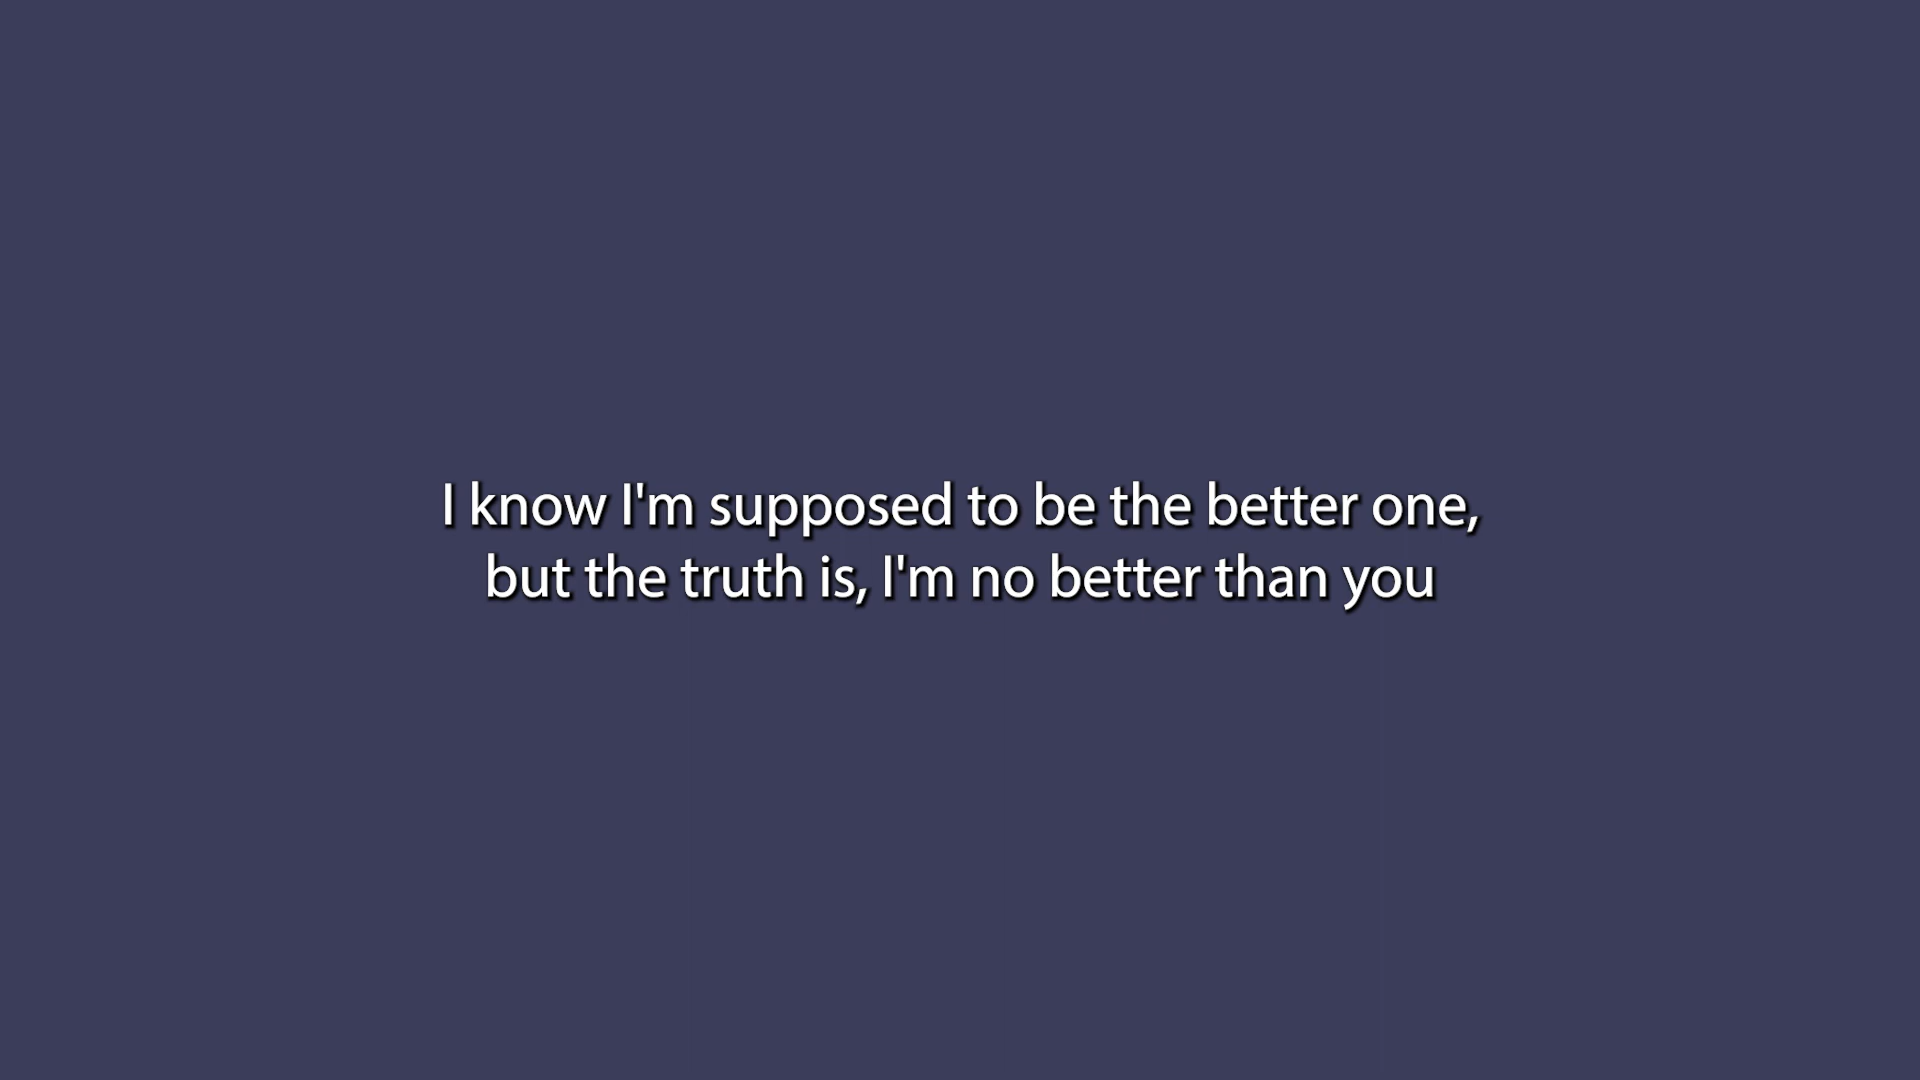 I know I'm supposed to be the better one,
but the truth is, I'm no better than you